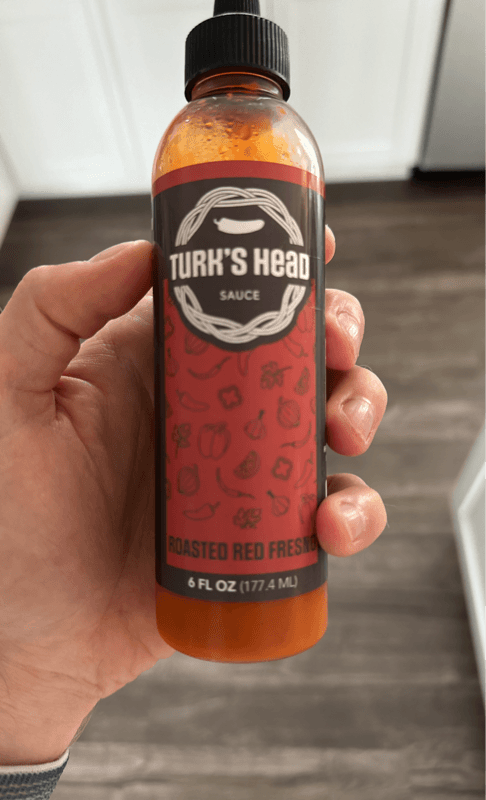 TURK'S HEAD
SAUCE
ROASTED RED FRESNO
6 FL OZ (177.4 ML)